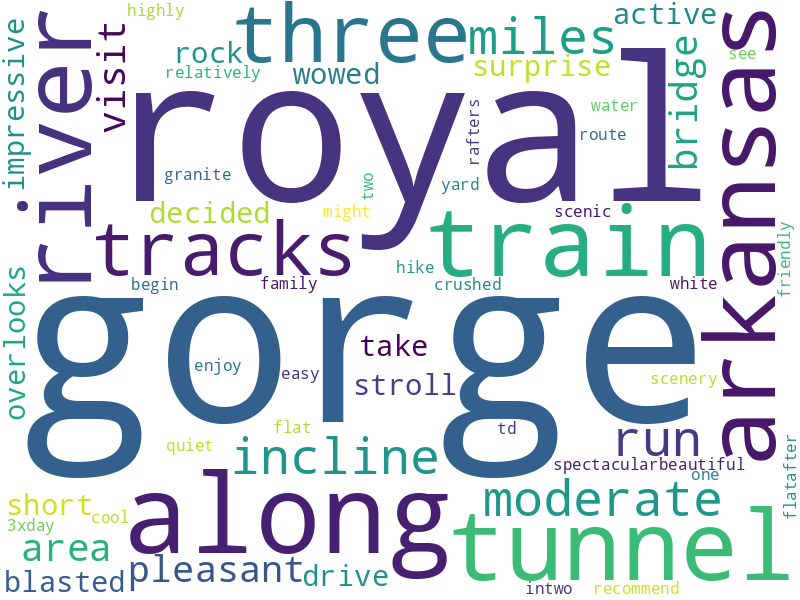 highly
three
active
miles
river
royal
arkansas
visit
impressive
rock
wowed
surprise
bridge
see
relatively
water
rafters
route
granite
two
yard
decided
might
scenic
tracks
train
friendly
hike
overlooks
begin
family
crushed
white
gorge
take
enjoy
easy
stroll
scenery
flat
td
quiet
run
incline
spectacularbeautiful
one
flatafter
along
moderate
short
cool
3xday
tunnel
area
pleasant
drive
blasted
intwo
recommend